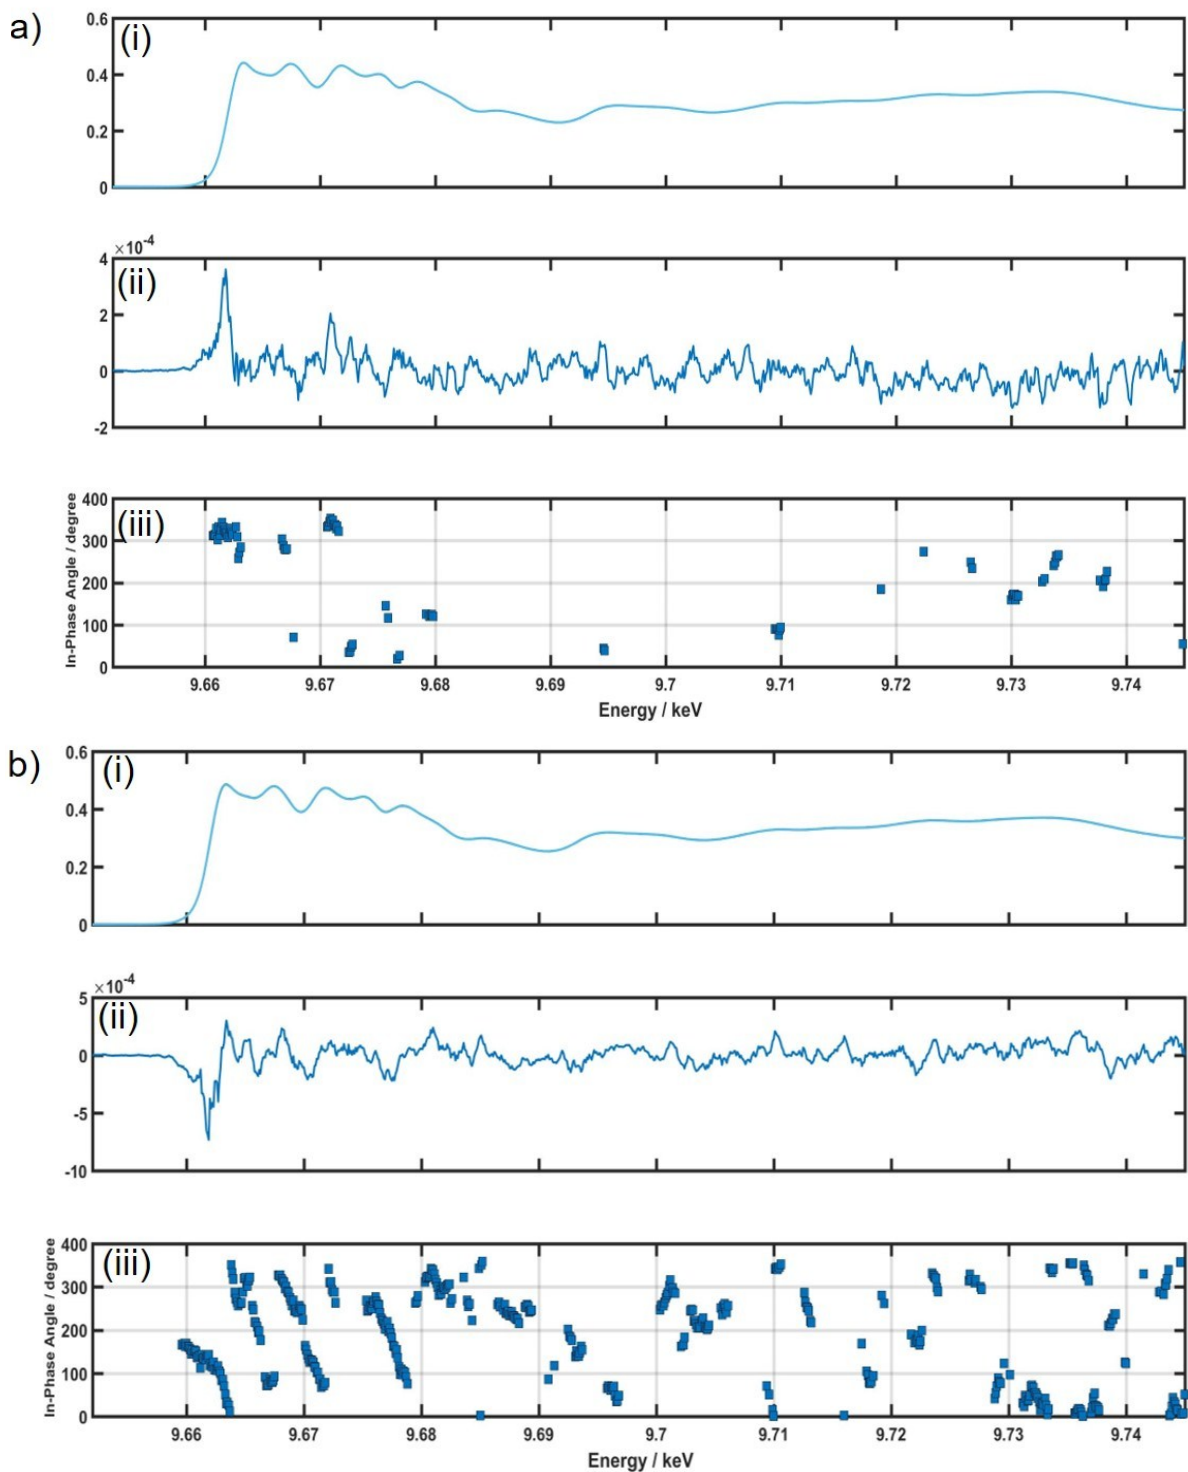 a)
(i)
0.6
0.4
0.2
0
×10-4
(ii)
4
2
0
-2
(iii)
In-Phase Angle / degree
400
300
200
100
0
9.66 9.67 9.68 9.69 9.7 9.71 9.72 9.73 9.74
Energy / keV
b)
(i)
0.6
0.4
0.2
0
×10-4
(ii)
5
0
-5
-10
(iii)
In-Phase Angle / degree
400
300
200
100
0
9.66 9.67 9.68 9.69 9.7 9.71 9.72 9.73 9.74
Energy / keV